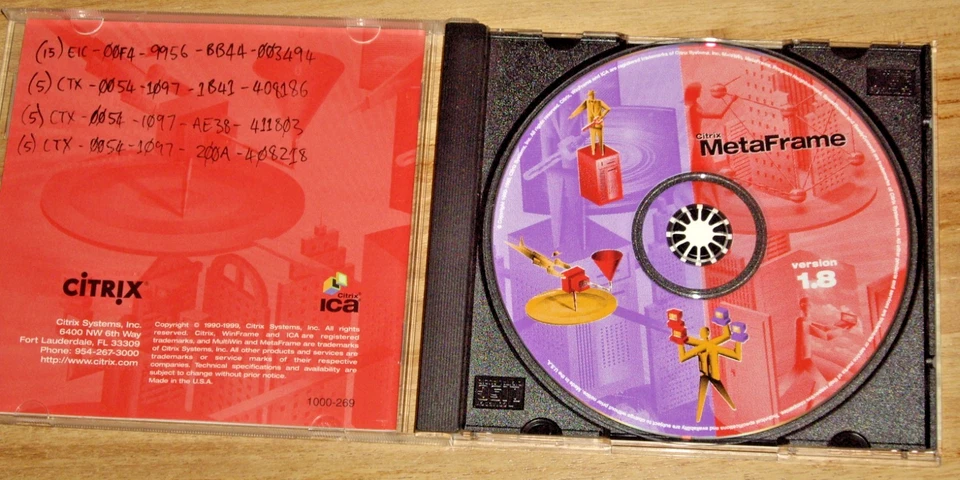 (15) EIC-00F4-9956-BB44-003494
(5) CTX-0054-1097-1B41-408186
(5) CTX-0054-1097-AE38-411803
(5) CTX-0054-1097-200A-408218
CİTRIX®
Citrix®
ica
Citrix Systems, Inc.
6400 NW 6th Way
Fort Lauderdale, FL 33309
Phone: 954-267-3000
http://www.citrix.com
Copyright © 1990-1999, Citrix Systems, Inc. All rights
reserved. Citrix, WinFrame and ICA are registered
trademarks, and MultiWin and MetaFrame are trademarks
of Citrix Systems, Inc. All other products and services are
trademarks or service marks of their respective
companies. Technical specifications and availability are
subject to change without prior notice.
Made in the U.S.A.
1000-269
Citrix
MetaFrame™
version
1.8